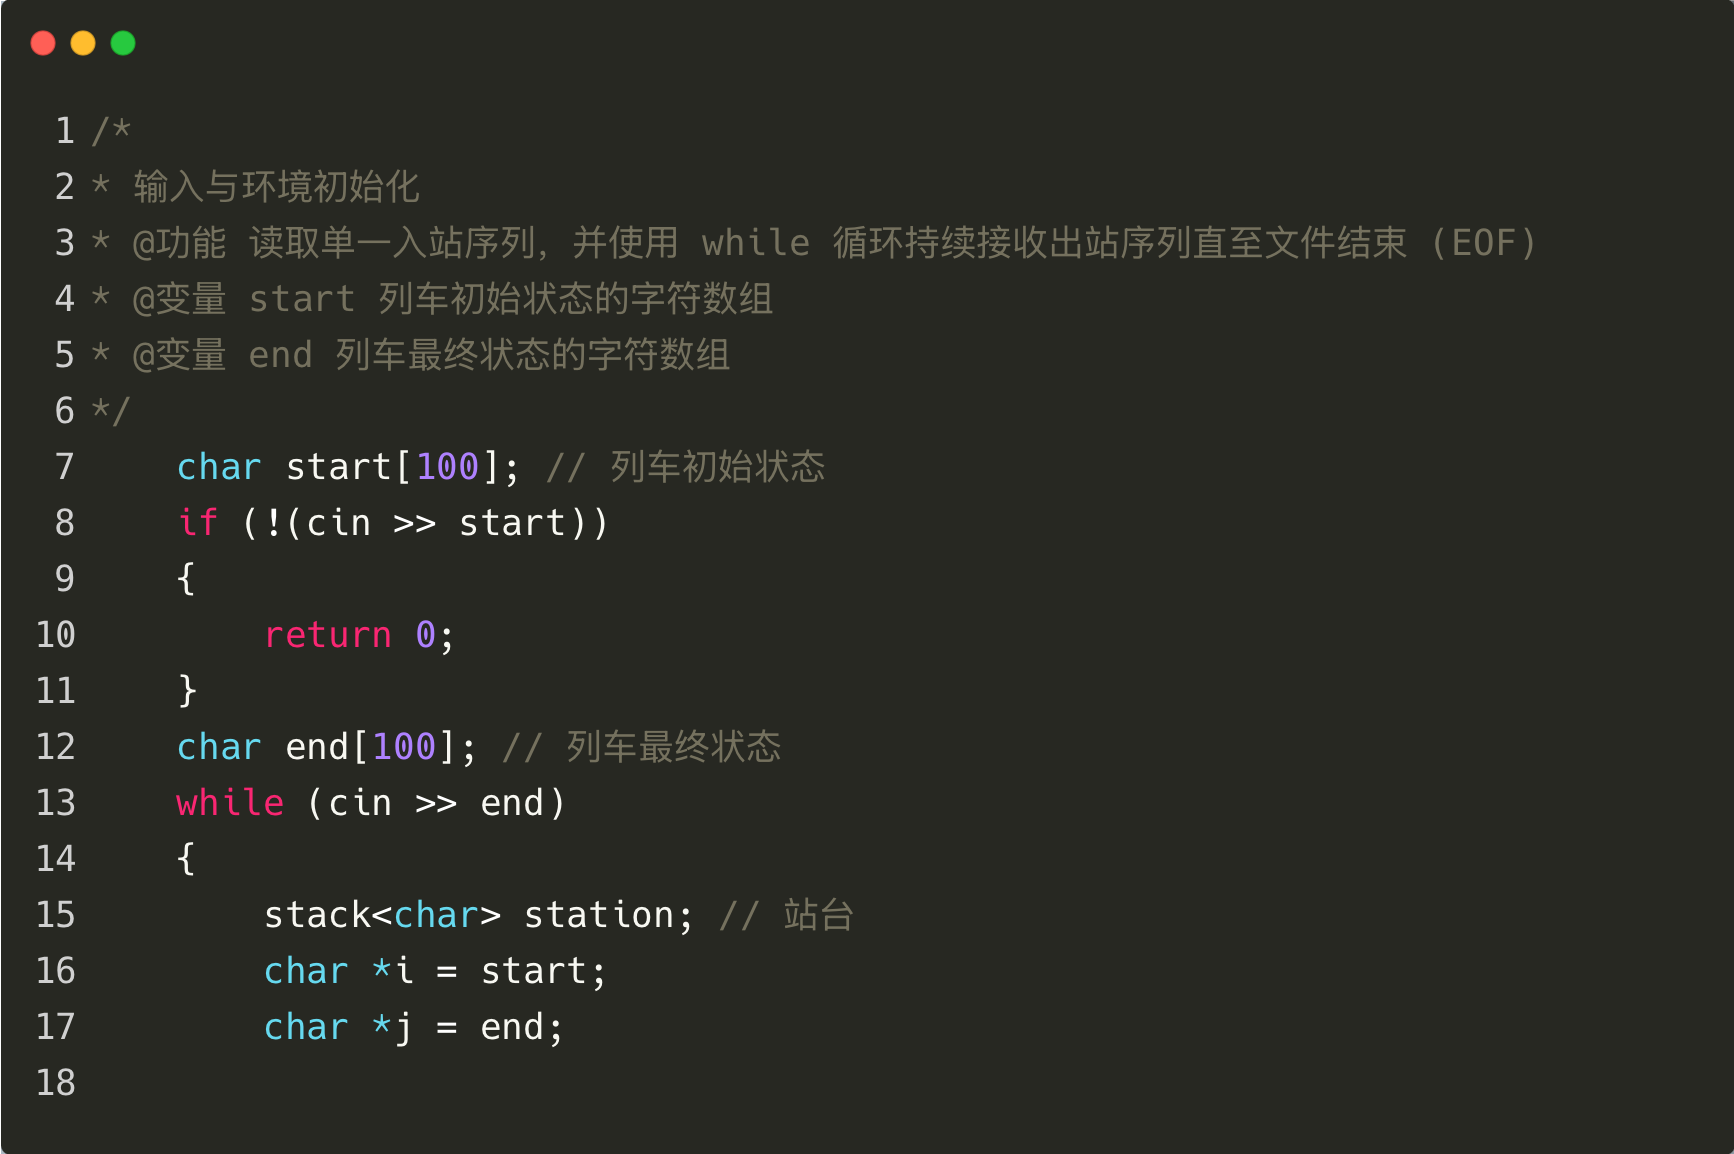 1 /*
2 * 输入与环境初始化
3 * @功能 读取单一入站序列，并使用 while 循环持续接收出站序列直至文件结束 (EOF)
4 * @变量 start 列车初始状态的字符数组
5 * @变量 end 列车最终状态的字符数组
6 */
7     char start[100]; // 列车初始状态
8     if (!(cin >> start))
9     {
10         return 0;
11     }
12     char end[100]; // 列车最终状态
13     while (cin >> end)
14     {
15         stack<char> station; // 站台
16         char *i = start;
17         char *j = end;
18